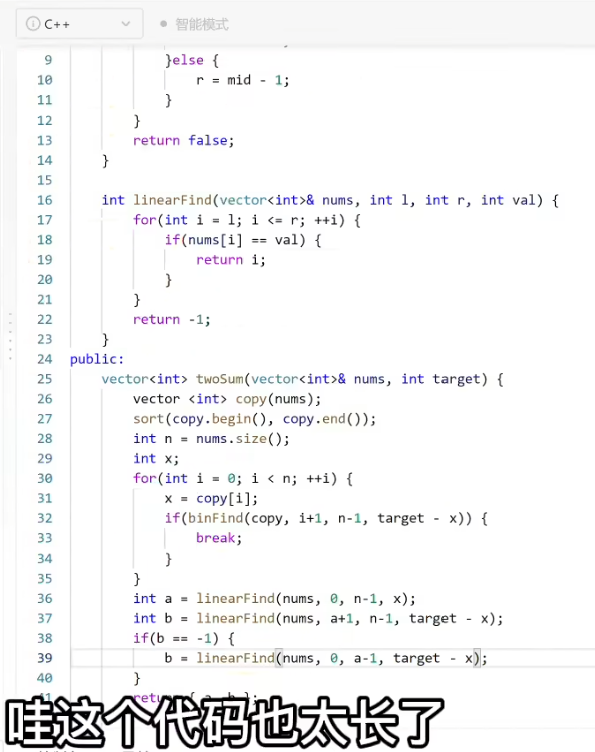 C++
智能模式
9 }else {
10 r = mid - 1;
11 }
12 }
13 return false;
14 }
15
16 int linearFind(vector<int>& nums, int l, int r, int val) {
17 for(int i = l; i <= r; ++i) {
18 if(nums[i] == val) {
19 return i;
20 }
21 }
22 return -1;
23 }
24 public:
25 vector<int> twoSum(vector<int>& nums, int target) {
26 vector <int> copy(nums);
27 sort(copy.begin(), copy.end());
28 int n = nums.size();
29 int x;
30 for(int i = 0; i < n; ++i) {
31 x = copy[i];
32 if(binFind(copy, i+1, n-1, target - x)) {
33 break;
34 }
35 }
36 int a = linearFind(nums, 0, n-1, x);
37 int b = linearFind(nums, a+1, n-1, target - x);
38 if(b == -1) {
39 b = linearFind(nums, 0, a-1, target - x);
40 }
哇这个代码也太长了